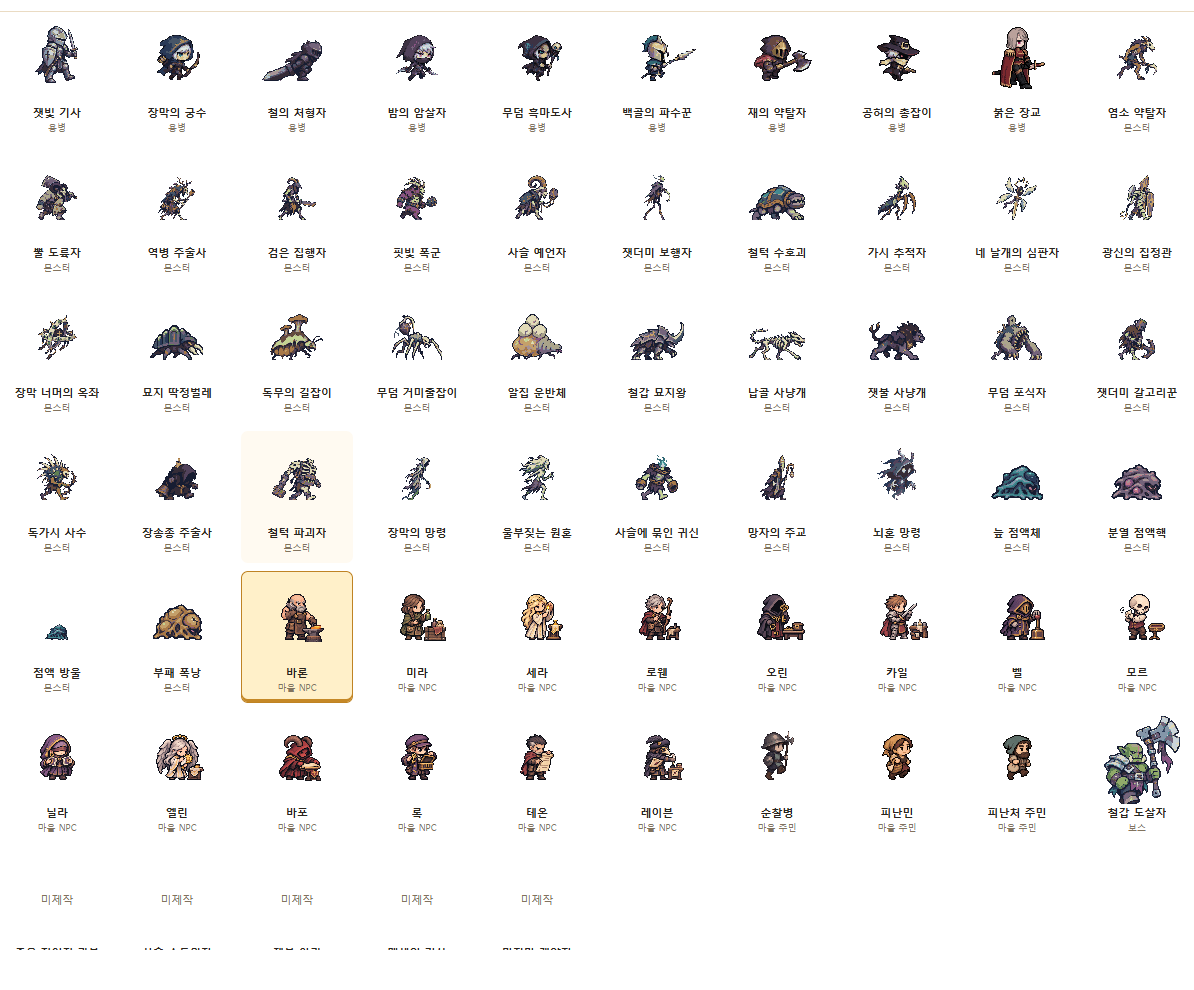 잿빛 기사
용병
장막의 궁수
용병
철의 처형자
용병
밤의 암살자
용병
무덤 흑마도사
용병
백골의 파수꾼
용병
재의 약탈자
용병
공허의 총잡이
용병
붉은 장교
용병
염소 약탈자
몬스터
뿔 도륙자
몬스터
역병 주술사
몬스터
검은 집행자
몬스터
핏빛 폭군
몬스터
사슬 예언자
몬스터
잿더미 보행자
몬스터
철턱 수호괴
몬스터
가시 추적자
몬스터
네 날개의 심판자
몬스터
광신의 집정관
몬스터
장막 너머의 옥좌
몬스터
묘지 딱정벌레
몬스터
독무의 길잡이
몬스터
무덤 거미줄잡이
몬스터
알집 운반체
몬스터
철갑 묘지왕
몬스터
납골 사냥개
몬스터
잿불 사냥개
몬스터
무덤 포식자
몬스터
잿더미 갈고리꾼
몬스터
독가시 사수
몬스터
장송종 주술사
몬스터
철턱 파괴자
몬스터
장막의 망령
몬스터
울부짖는 원혼
몬스터
사슬에 묶인 귀신
몬스터
망자의 주교
몬스터
뇌혼 망령
몬스터
늪 점액체
몬스터
분열 점액핵
몬스터
점액 방울
몬스터
부패 폭낭
몬스터
바론
마을 NPC
미라
마을 NPC
세라
마을 NPC
로웬
마을 NPC
오린
마을 NPC
카일
마을 NPC
벨
마을 NPC
모르
마을 NPC
닐라
마을 NPC
엘린
마을 NPC
바포
마을 NPC
록
마을 NPC
테온
마을 NPC
레이븐
마을 NPC
순찰병
마을 주민
피난민
마을 주민
피난처 주민
마을 주민
철갑 도살자
보스
미제작
미제작
미제작
미제작
미제작